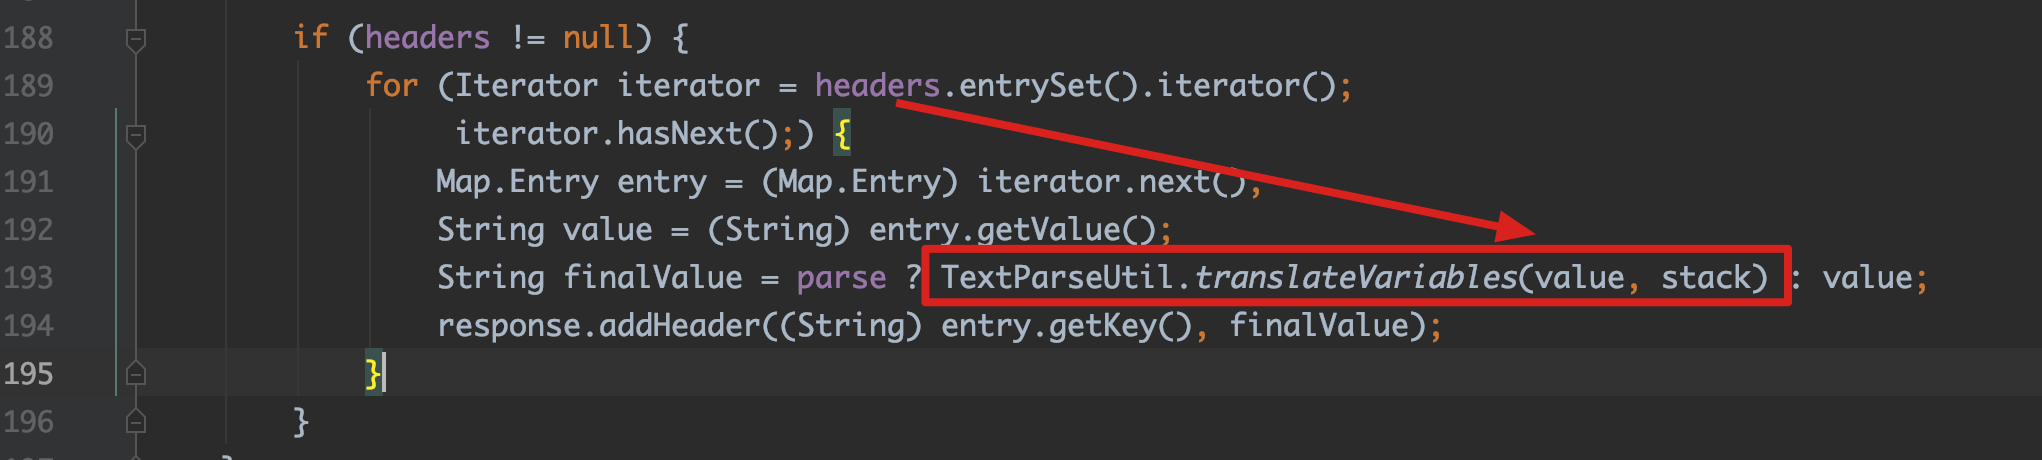 188 if (headers != null) {
189 for (Iterator iterator = headers.entrySet().iterator();
190 iterator.hasNext();) {
191 Map.Entry entry = (Map.Entry) iterator.next();
192 String value = (String) entry.getValue();
193 String finalValue = parse ? TextParseUtil.translateVariables(value, stack) : value;
194 response.addHeader((String) entry.getKey(), finalValue);
195 }
196 }